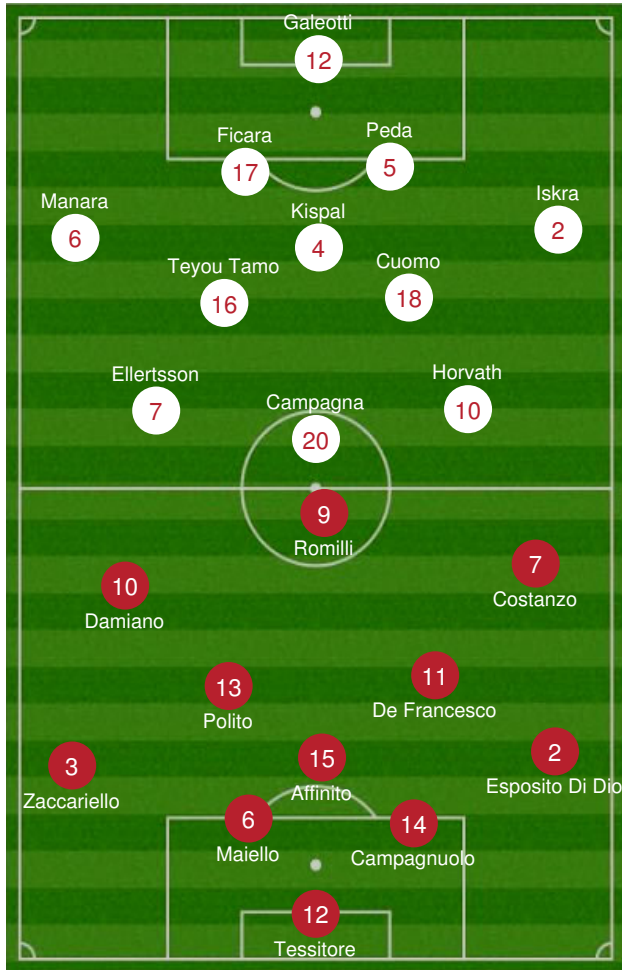 Galeotti
12
Ficara
17
Peda
5
Manara
6
Kispal
4
Iskra
2
Teyou Tamo
16
Cuomo
18
Ellertsson
7
Campagna
20
Horvath
10
9
Romilli
10
Damiano
7
Costanzo
13
Polito
11
De Francesco
3
Zaccariello
15
Affinito
2
Esposito Di Dio
6
Maiello
14
Campagnuolo
12
Tessitore